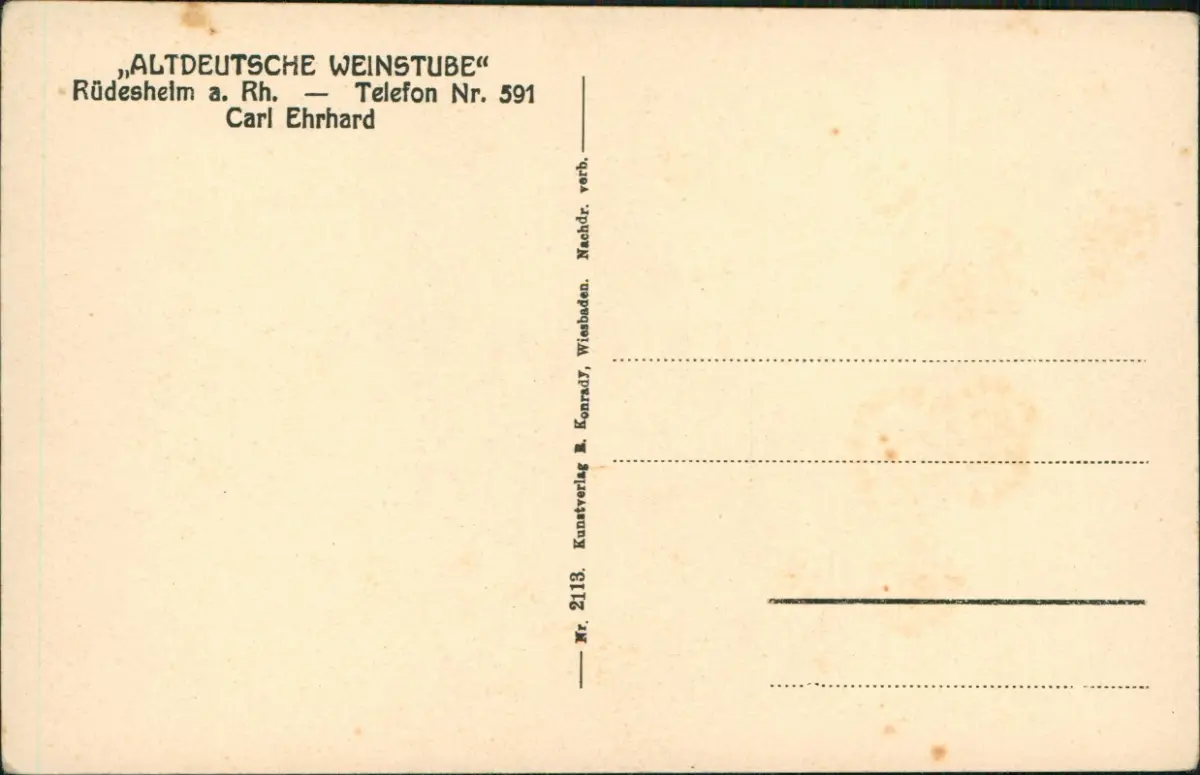 „ALTDEUTSCHE WEINSTUBE“
Rüdesheim a. Rh. — Telefon Nr. 591
Carl Ehrhard
Nr. 2113. Kunstverlag R. Konrady, Wiesbaden. Nachdr. verb.